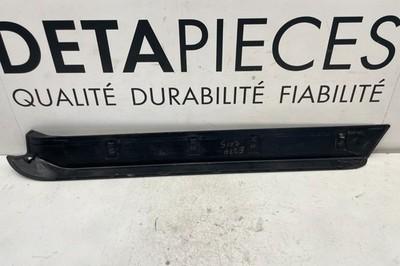 DETAPIECES
QUALITÉ DURABILITÉ FIABILITÉ